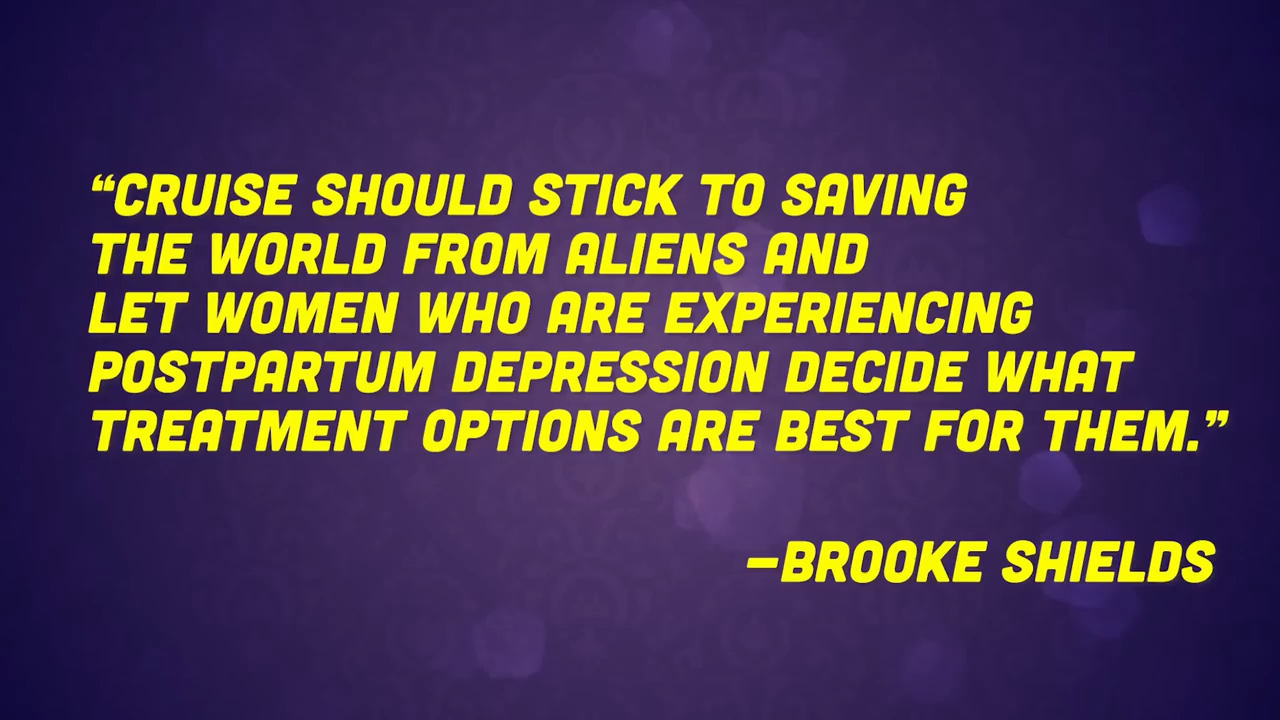 “CRUISE SHOULD STICK TO SAVING
THE WORLD FROM ALIENS AND
LET WOMEN WHO ARE EXPERIENCING
POSTPARTUM DEPRESSION DECIDE WHAT
TREATMENT OPTIONS ARE BEST FOR THEM.”
–BROOKE SHIELDS